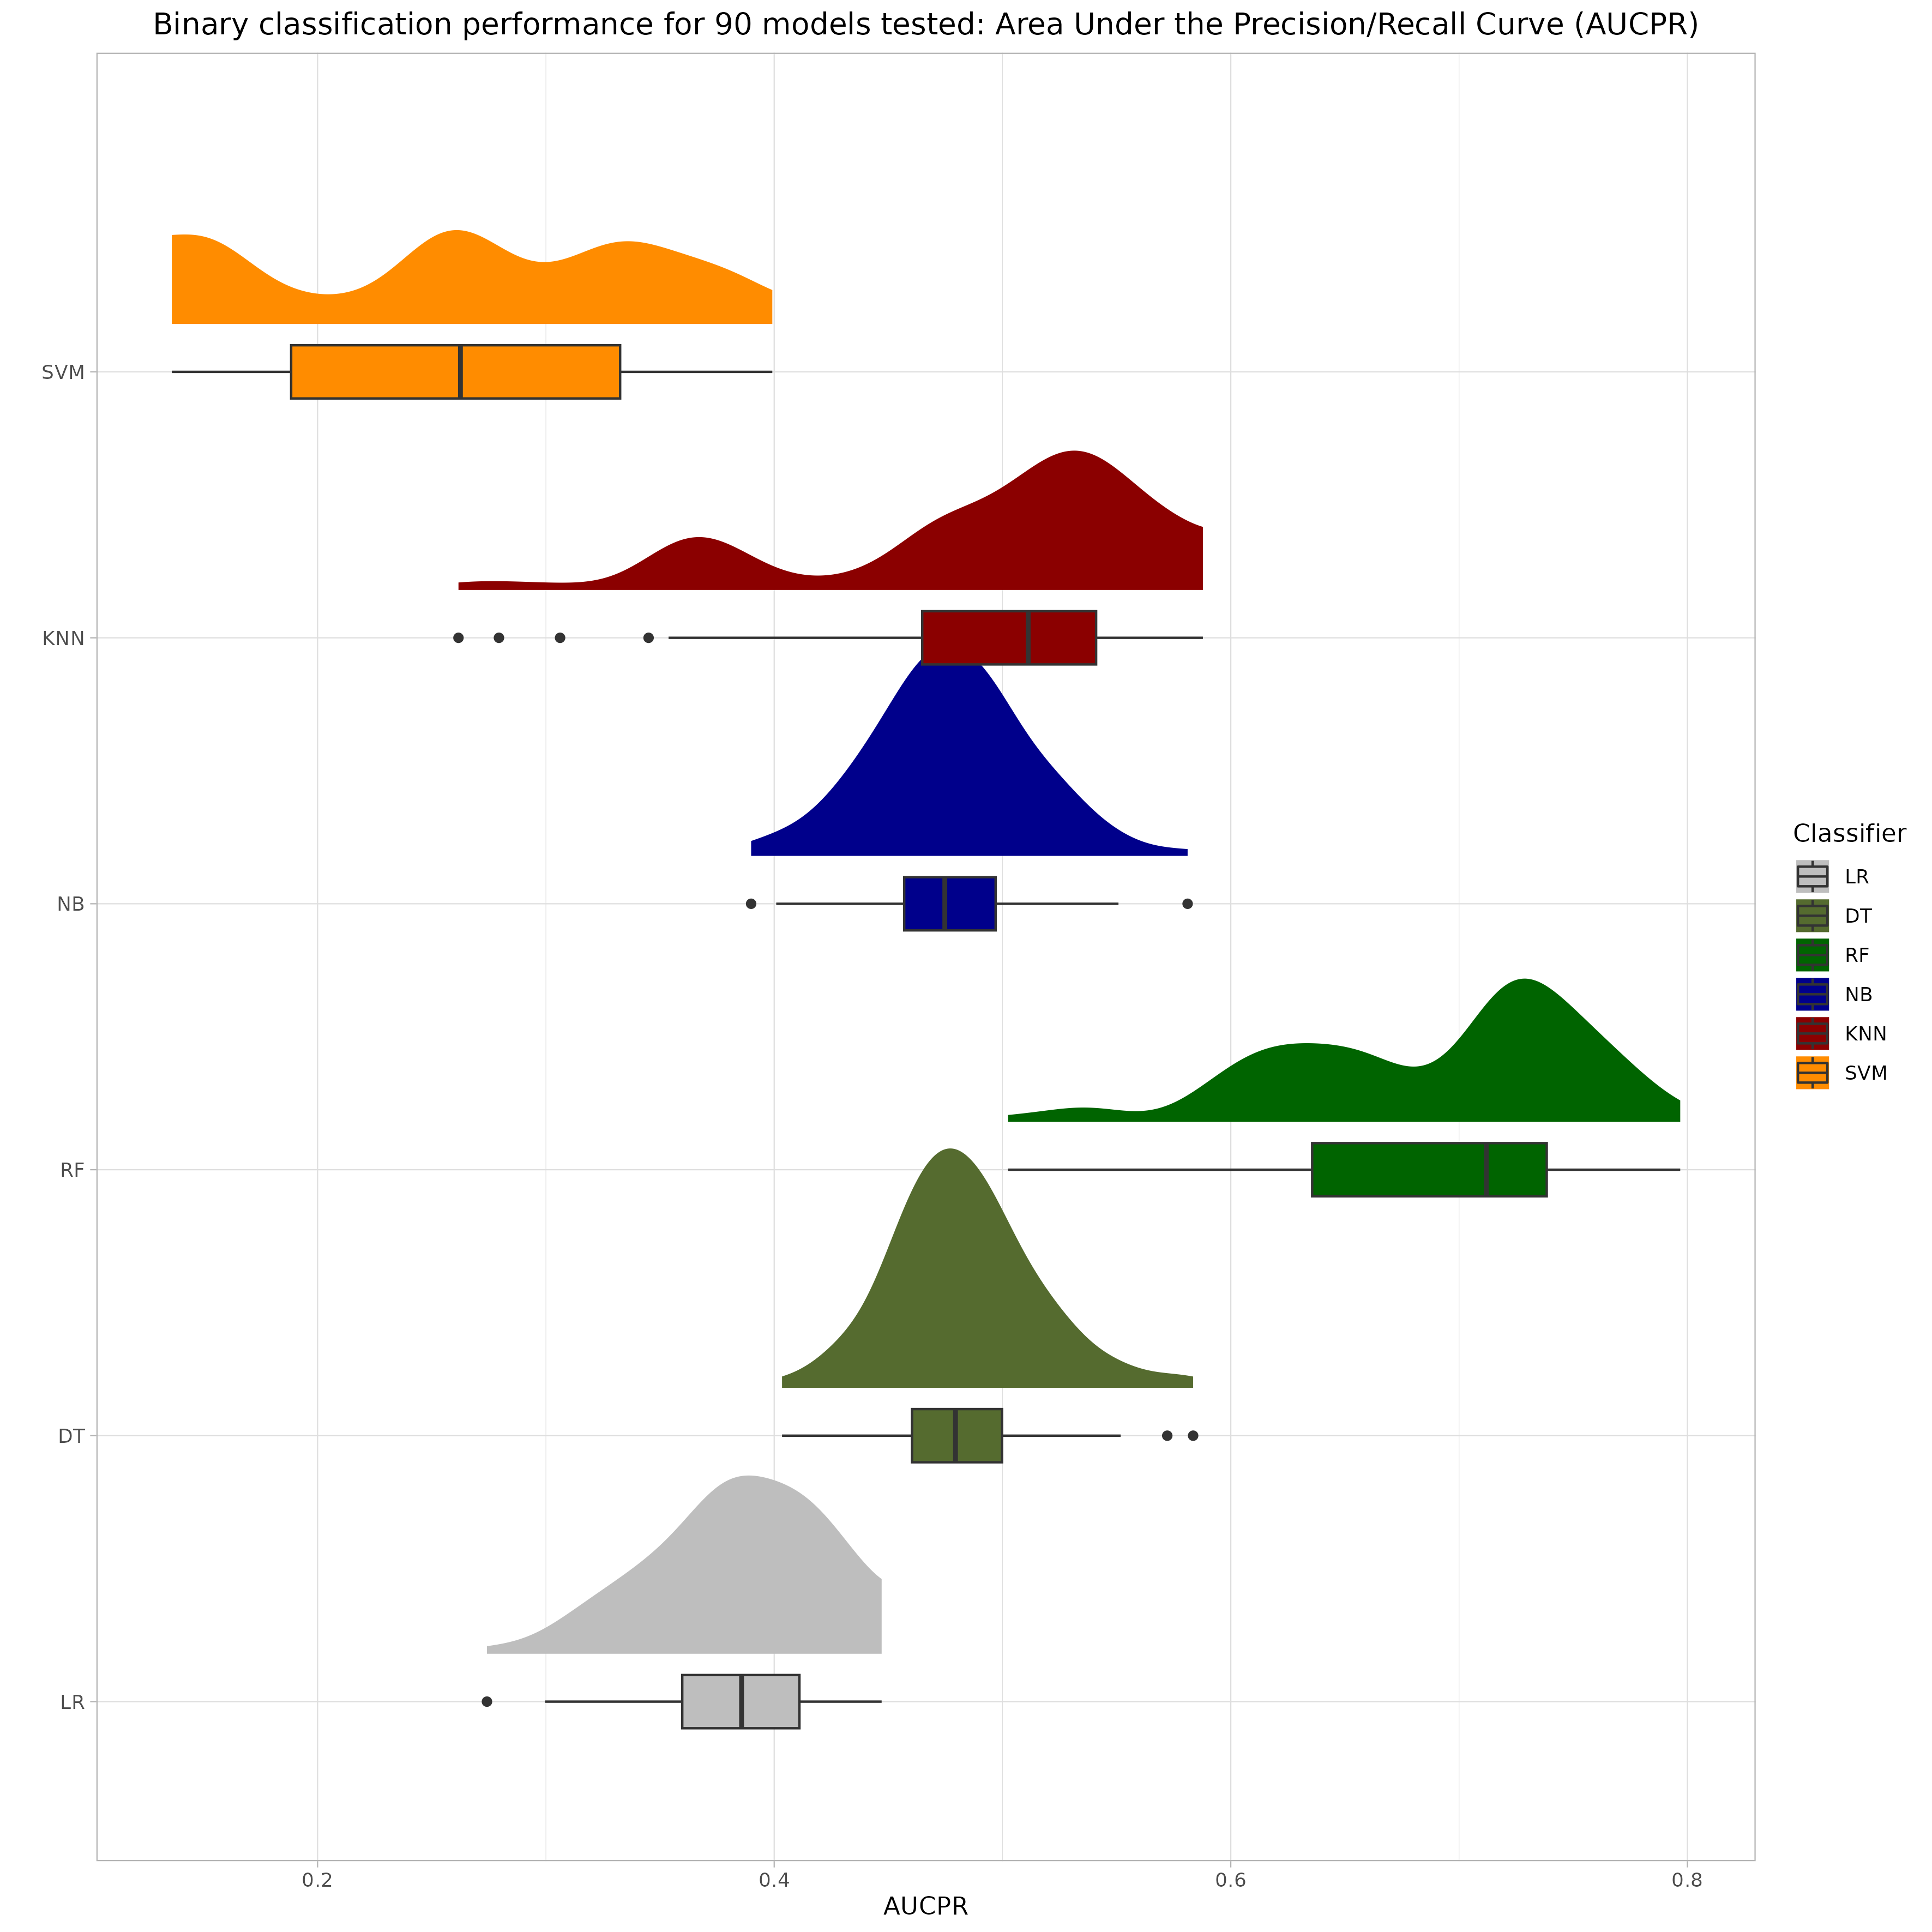 Binary classification performance for 90 models tested: Area Under the Precision/Recall Curve (AUCPR)
SVM
KNN
NB
RF
DT
LR
0.2
0.4
0.6
0.8
AUCPR
Classifier
LR
DT
RF
NB
KNN
SVM